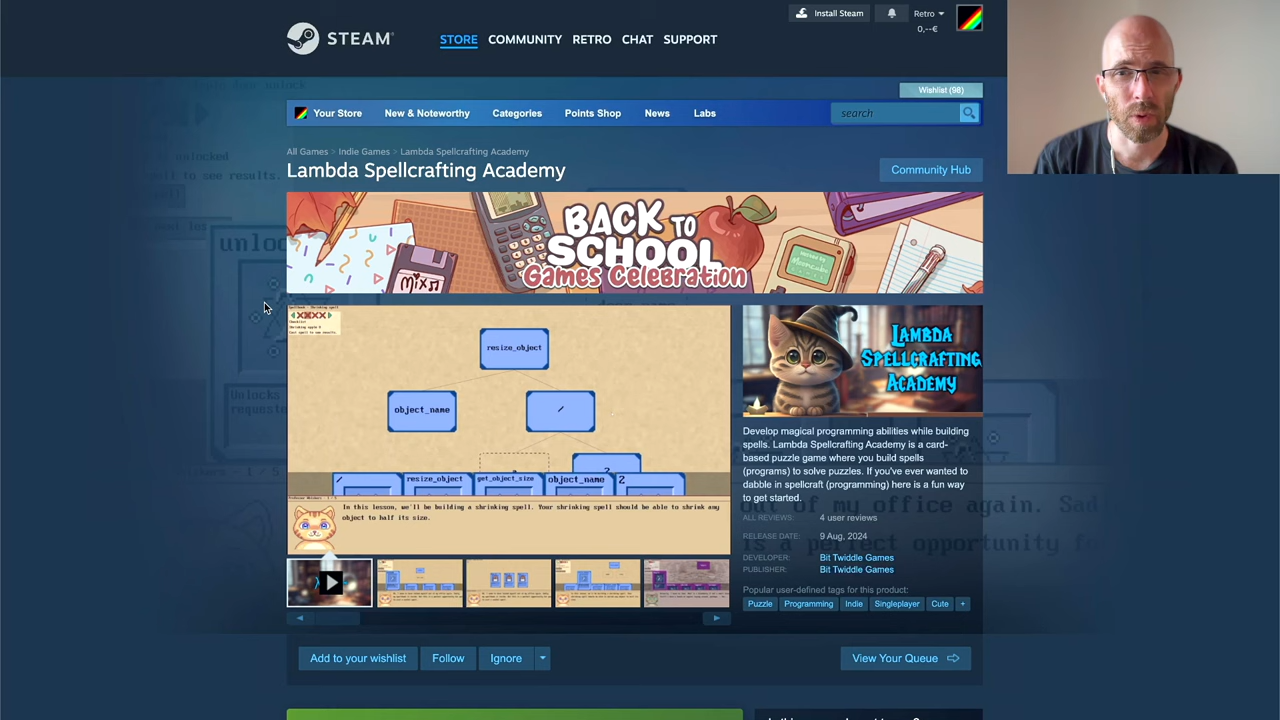 Install Steam
Retro
0,--€
STEAM
STORE COMMUNITY RETRO CHAT SUPPORT
Wishlist (98)
Your Store New & Noteworthy Categories Points Shop News Labs
search
All Games > Indie Games > Lambda Spellcrafting Academy
Lambda Spellcrafting Academy
Community Hub
BACK TO
SCHOOL
Games Celebration
Mix
resize_object
object_name
/
/ resize_object get_object_size object_name 2
In this lesson, we'll be building a shrinking spell. Your shrinking spell should be able to shrink any
object to half its size.
LAMBDA
SPELLCRAFTING
ACADEMY
Develop magical programming abilities while building
spells. Lambda Spellcrafting Academy is a card-
based puzzle game where you build spells
(programs) to solve puzzles. If you've ever wanted to
dabble in spellcraft (programming) here is a fun way
to get started.
ALL REVIEWS: 4 user reviews
RELEASE DATE: 9 Aug, 2024
DEVELOPER: Bit Twiddle Games
PUBLISHER: Bit Twiddle Games
Popular user-defined tags for this product:
Puzzle Programming Indie Singleplayer Cute +
Add to your wishlist Follow Ignore
View Your Queue